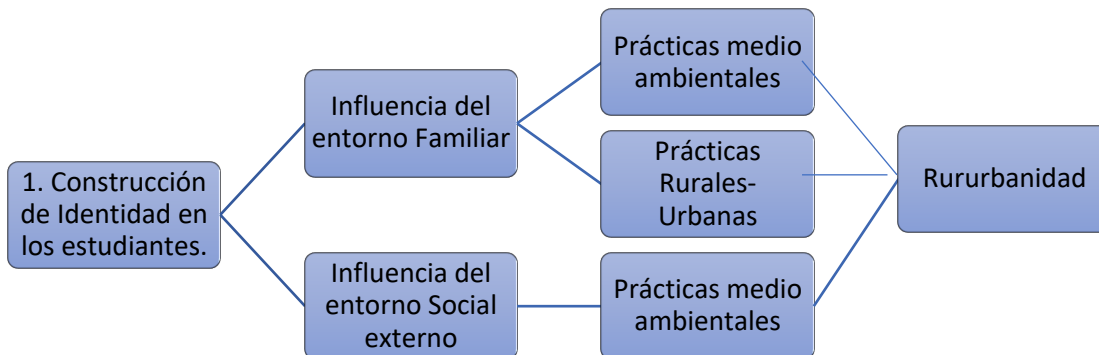 1. Construcción
de Identidad en
los estudiantes.
Influencia del
entorno Familiar
Influencia del
entorno Social
externo
Prácticas medio
ambientales
Prácticas
Rurales-
Urbanas
Prácticas medio
ambientales
Rururbanidad